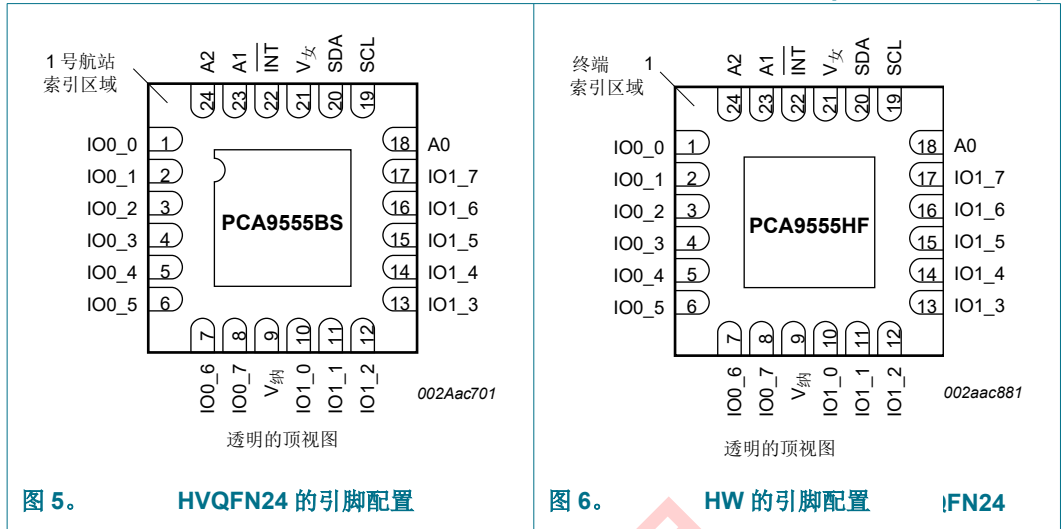 1 号航站
索引区域
A2
A1
INT
V女
SDA
SCL
24
23
22
21
20
19
IO0_0 1
IO0_1 2
IO0_2 3
IO0_3 4
IO0_4 5
IO0_5 6
PCA9555BS
18 A0
17 IO1_7
16 IO1_6
15 IO1_5
14 IO1_4
13 IO1_3
7
8
9
10
11
12
IO0_6
IO0_7
V纳
IO1_0
IO1_1
IO1_2
002Aac701
透明的顶视图
图 5。 HVQFN24 的引脚配置
终端 1
索引区域
A2
A1
INT
V女
SDA
SCL
24
23
22
21
20
19
IO0_0 1
IO0_1 2
IO0_2 3
IO0_3 4
IO0_4 5
IO0_5 6
PCA9555HF
18 A0
17 IO1_7
16 IO1_6
15 IO1_5
14 IO1_4
13 IO1_3
7
8
9
10
11
12
IO0_6
IO0_7
V纳
IO1_0
IO1_1
IO1_2
002aac881
透明的顶视图
图 6。 HW 的引脚配置 QFN24